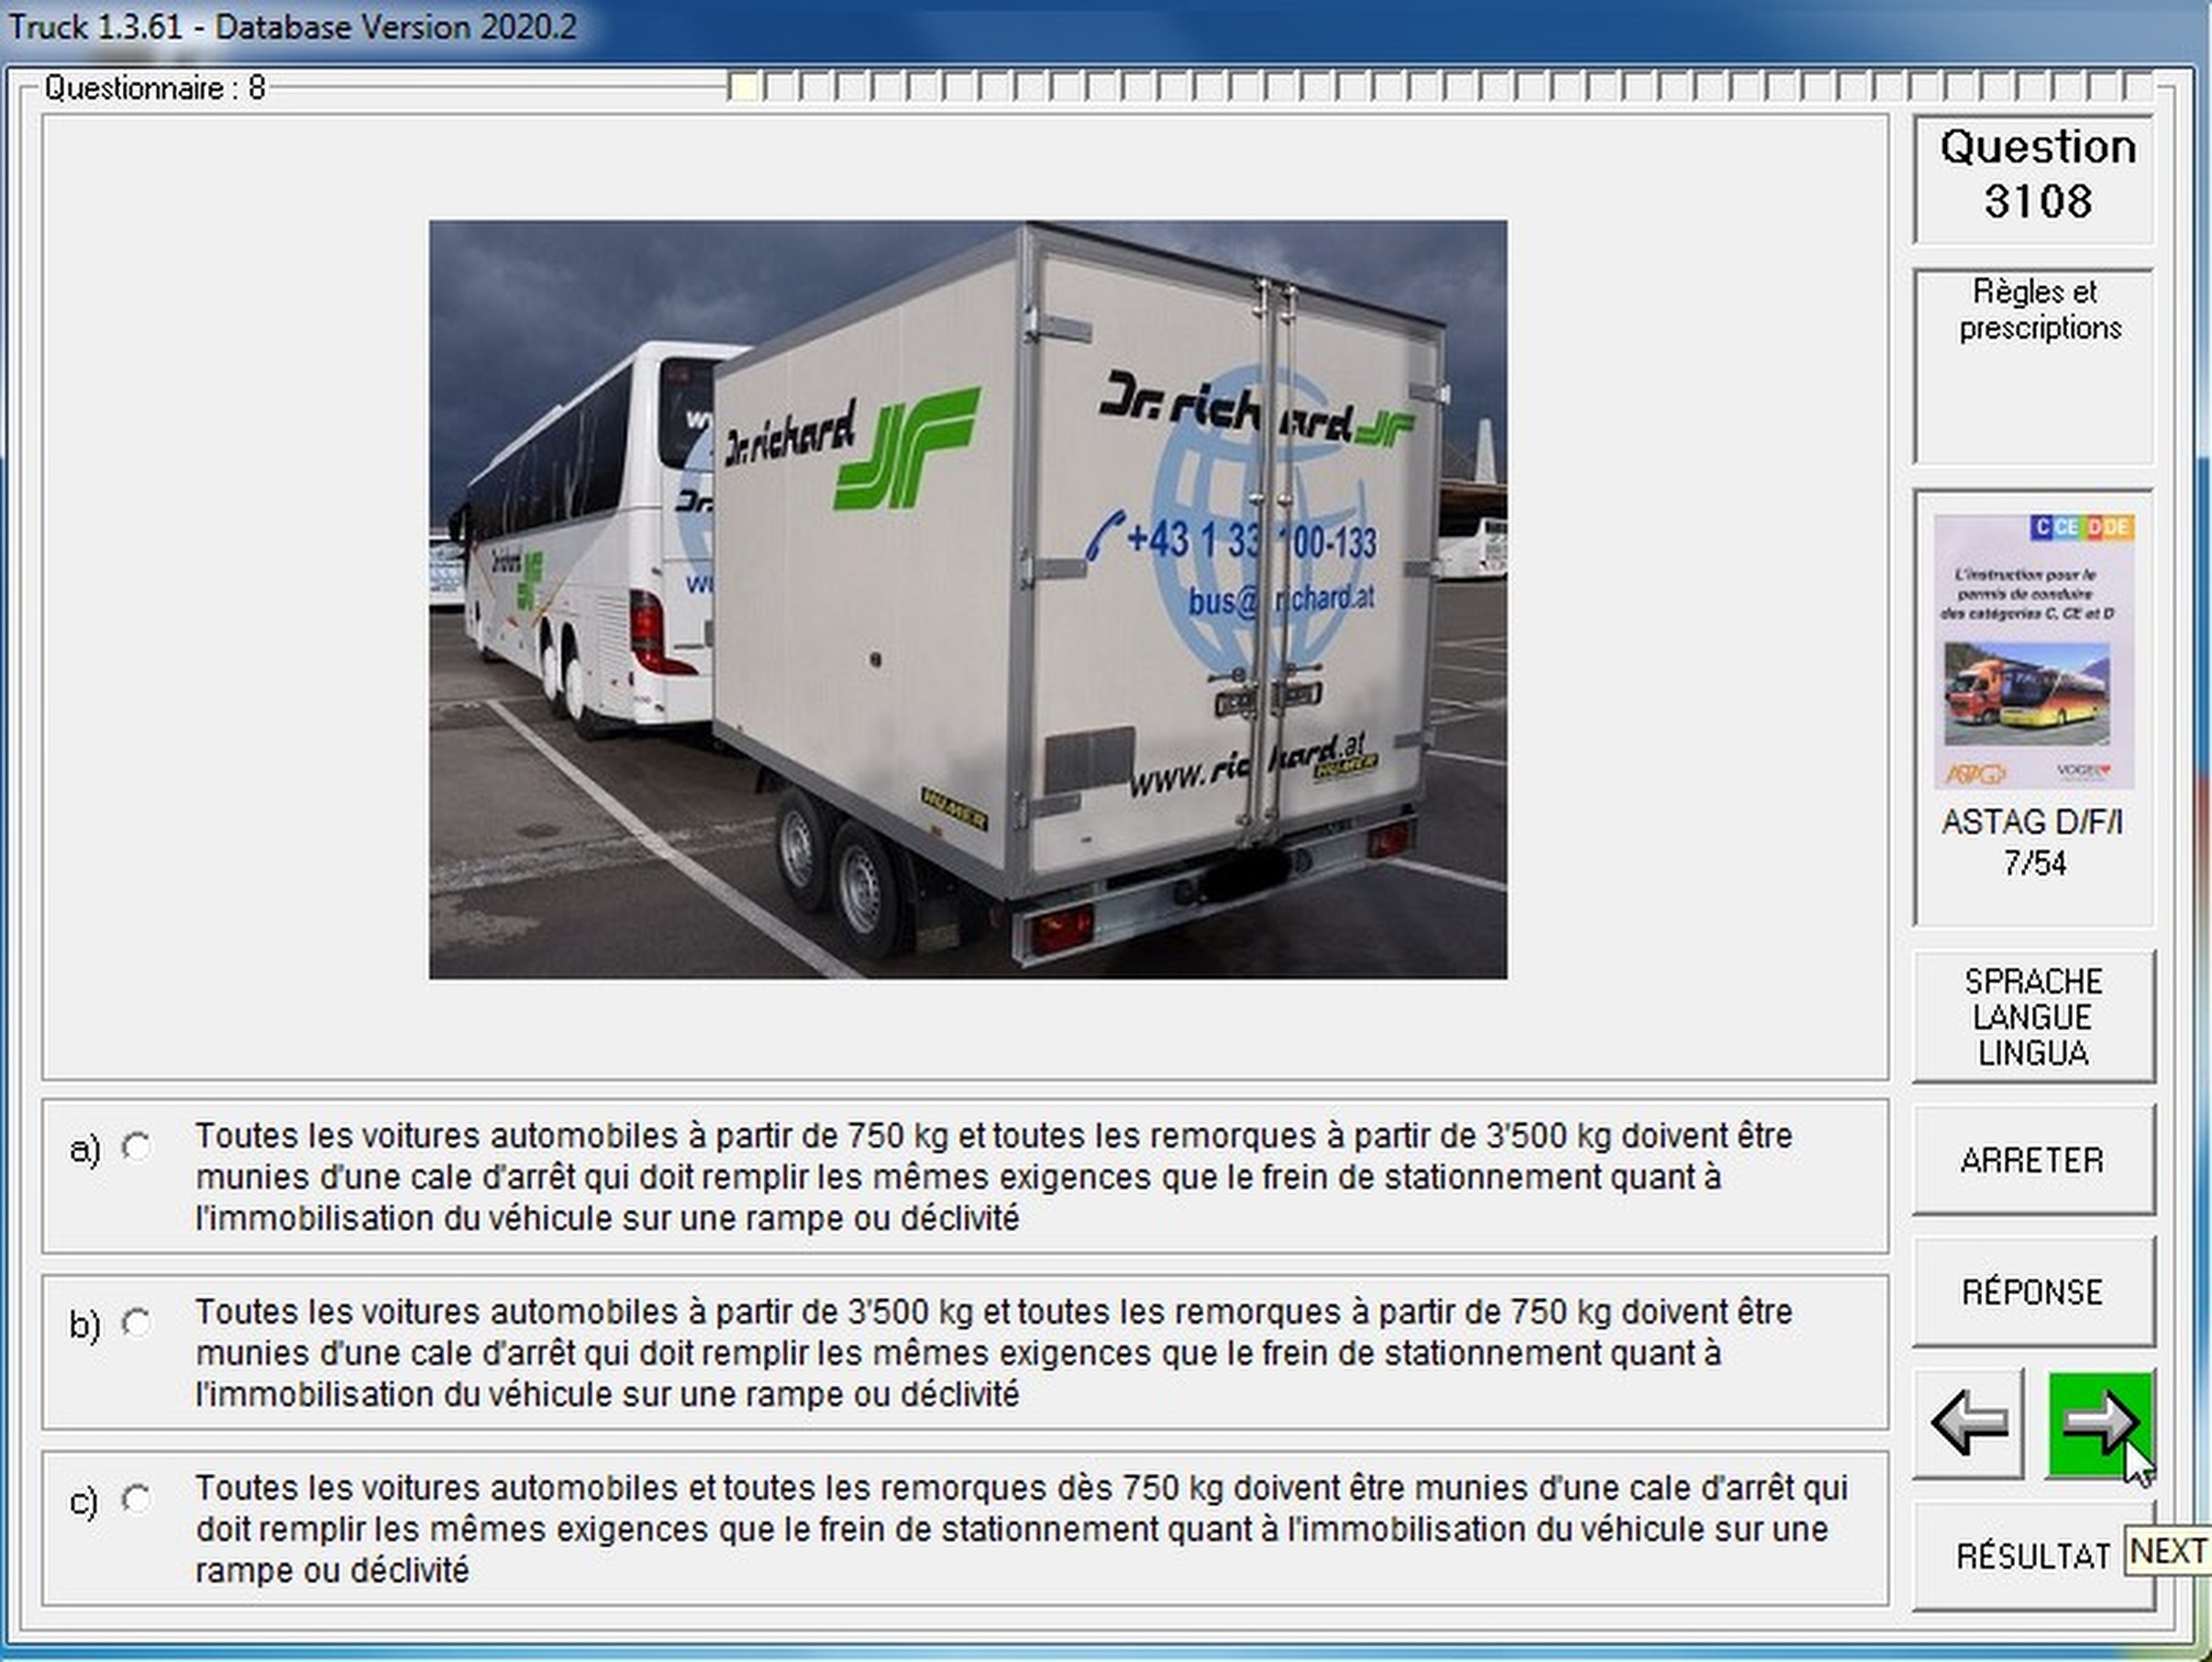 Truck 1.3.61 - Database Version 2020.2
Questionnaire : 8
Question
3108
Règles et
prescriptions
Dr. richard
Dr. richard
Dr. richard
+43 1 33 100-133
bus@richard.at
www.richard.at
HUMER
HUMER
C CE D DE
L'instruction pour le
permis de conduire
des catégories C, CE et D
ASTAG
VOGEL
ASTAG D/F/I
7/54
SPRACHE
LANGUE
LINGUA
ARRETER
RÉPONSE
RÉSULTAT
NEXT
a) Toutes les voitures automobiles à partir de 750 kg et toutes les remorques à partir de 3'500 kg doivent être
munies d'une cale d'arrêt qui doit remplir les mêmes exigences que le frein de stationnement quant à
l'immobilisation du véhicule sur une rampe ou déclivité
b) Toutes les voitures automobiles à partir de 3'500 kg et toutes les remorques à partir de 750 kg doivent être
munies d'une cale d'arrêt qui doit remplir les mêmes exigences que le frein de stationnement quant à
l'immobilisation du véhicule sur une rampe ou déclivité
c) Toutes les voitures automobiles et toutes les remorques dès 750 kg doivent être munies d'une cale d'arrêt qui
doit remplir les mêmes exigences que le frein de stationnement quant à l'immobilisation du véhicule sur une
rampe ou déclivité